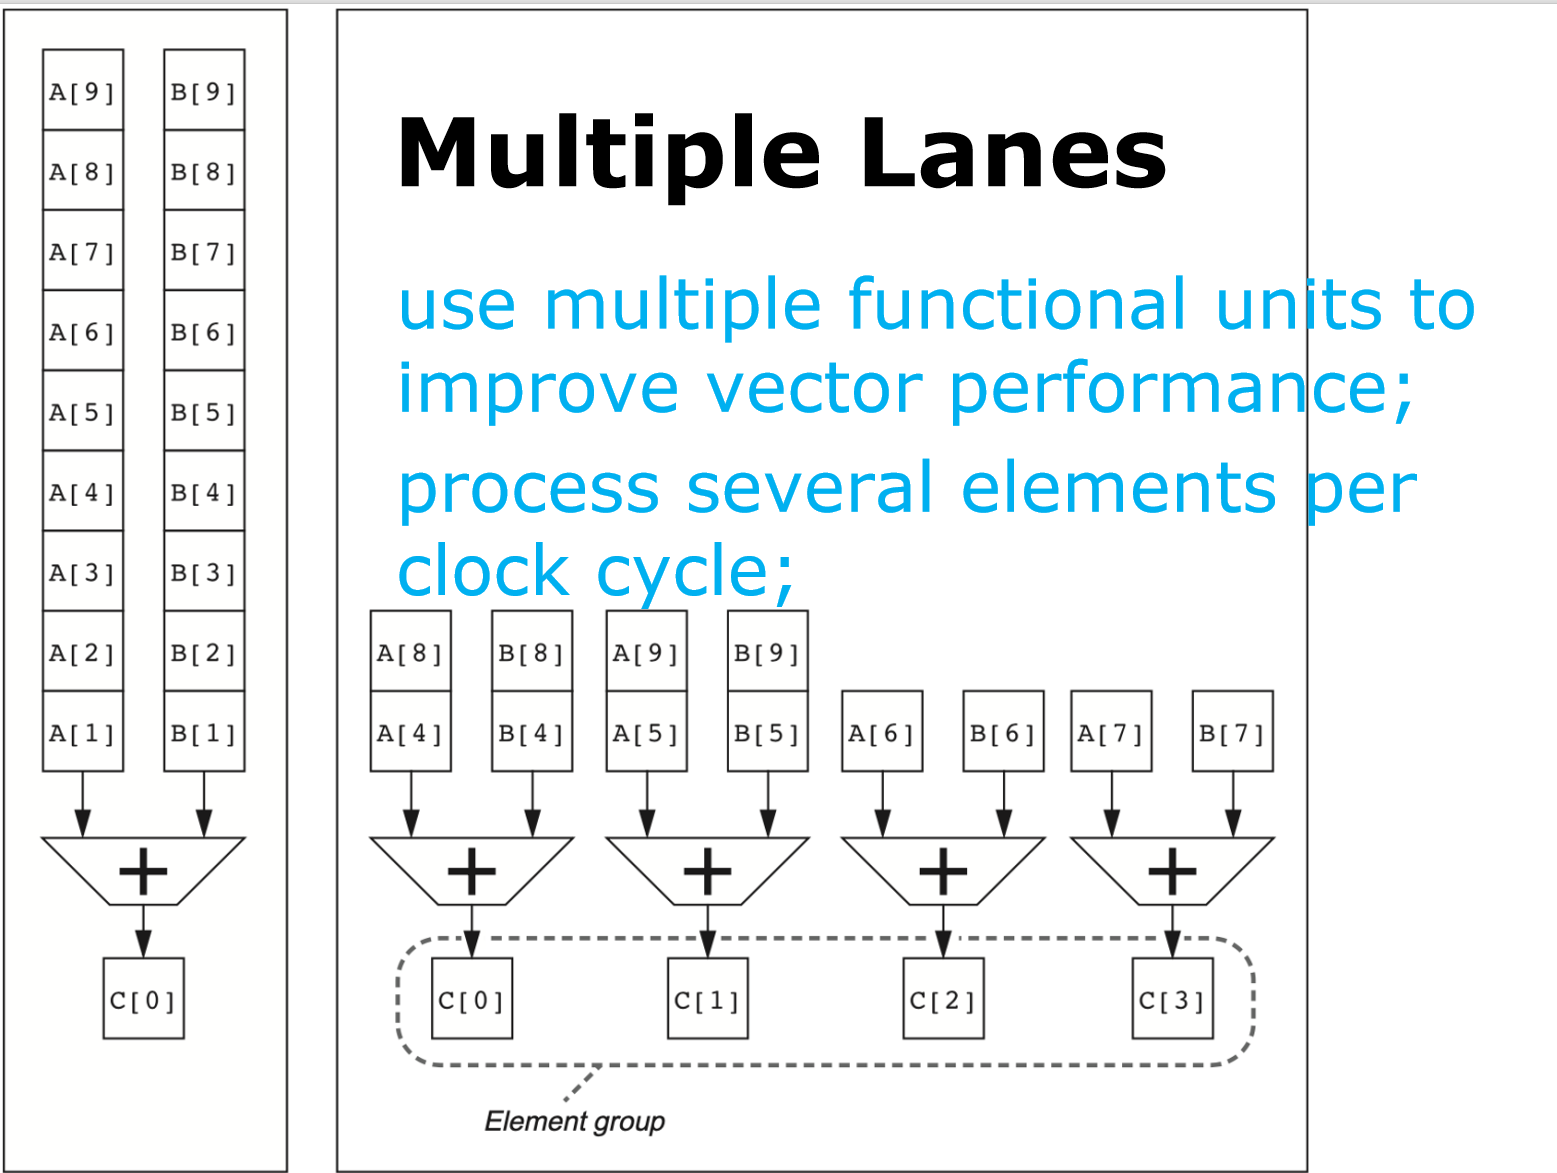 A[9] B[9]
A[8] B[8]
A[7] B[7]
A[6] B[6]
A[5] B[5]
A[4] B[4]
A[3] B[3]
A[2] B[2]
A[1] B[1]
+
C[0]
Multiple Lanes
use multiple functional units to
improve vector performance;
process several elements per
clock cycle;
A[8] B[8] A[9] B[9]
A[4] B[4] A[5] B[5] A[6] B[6] A[7] B[7]
+ + + +
C[0] C[1] C[2] C[3]
Element group